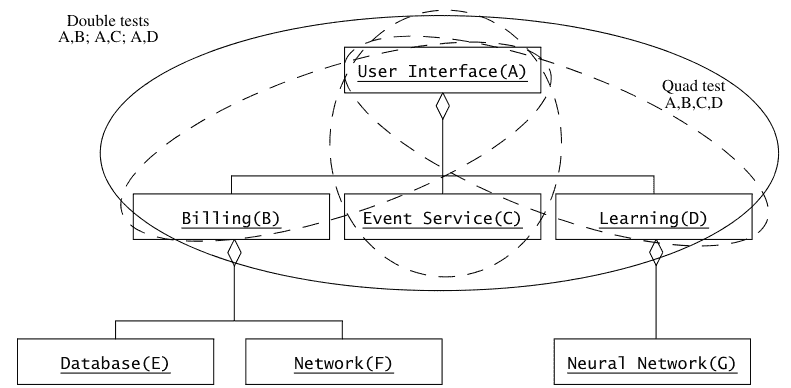 Double tests
A,B; A,C; A,D
User Interface(A)
Quad test
A,B,C,D
Billing(B)
Event Service(C)
Learning(D)
Database(E)
Network(F)
Neural Network(G)